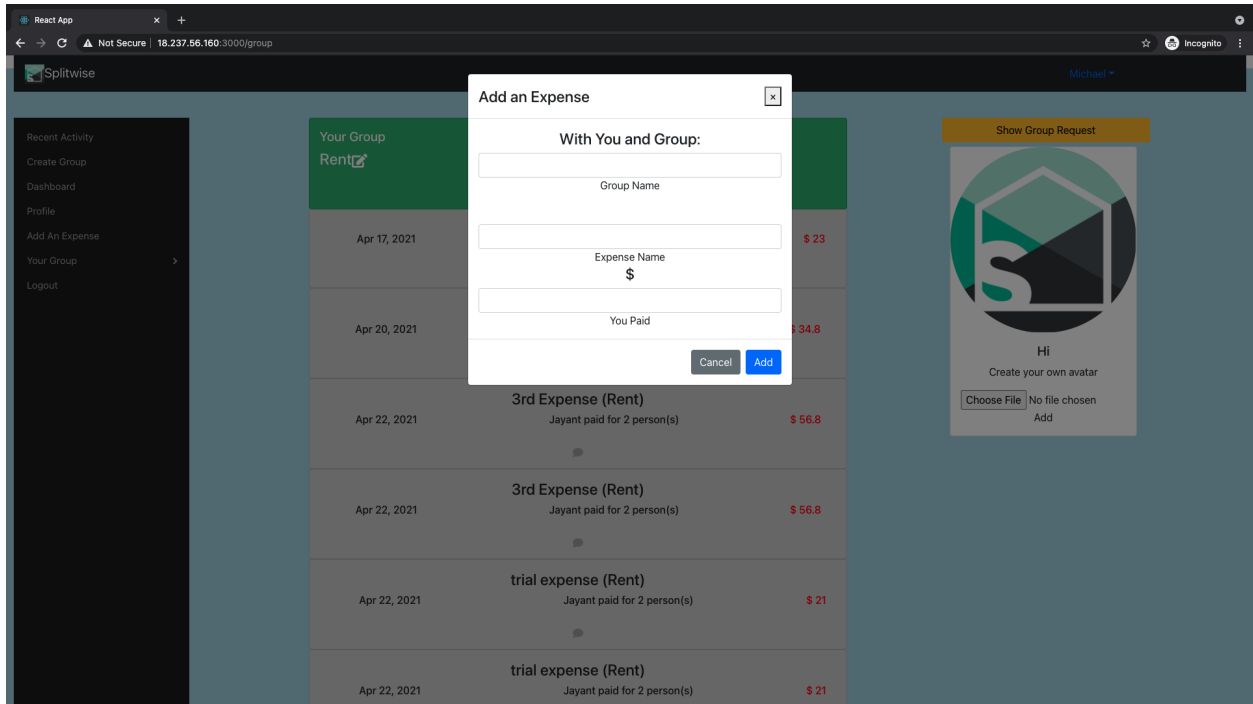 React App
Not Secure | 18.237.56.160:3000/group
Incognito
Splitwise
Michael
Recent Activity
Create Group
Dashboard
Profile
Add An Expense
Your Group
Logout
Your Group
Rent
Add an Expense
×
With You and Group:
Group Name
Expense Name
$
You Paid
Cancel Add
Apr 17, 2021 $ 23
Apr 20, 2021 $ 34.8
3rd Expense (Rent)
Apr 22, 2021 Jayant paid for 2 person(s) $ 56.8
3rd Expense (Rent)
Apr 22, 2021 Jayant paid for 2 person(s) $ 56.8
trial expense (Rent)
Apr 22, 2021 Jayant paid for 2 person(s) $ 21
trial expense (Rent)
Apr 22, 2021 Jayant paid for 2 person(s) $ 21
Show Group Request
Hi
Create your own avatar
Choose File No file chosen
Add